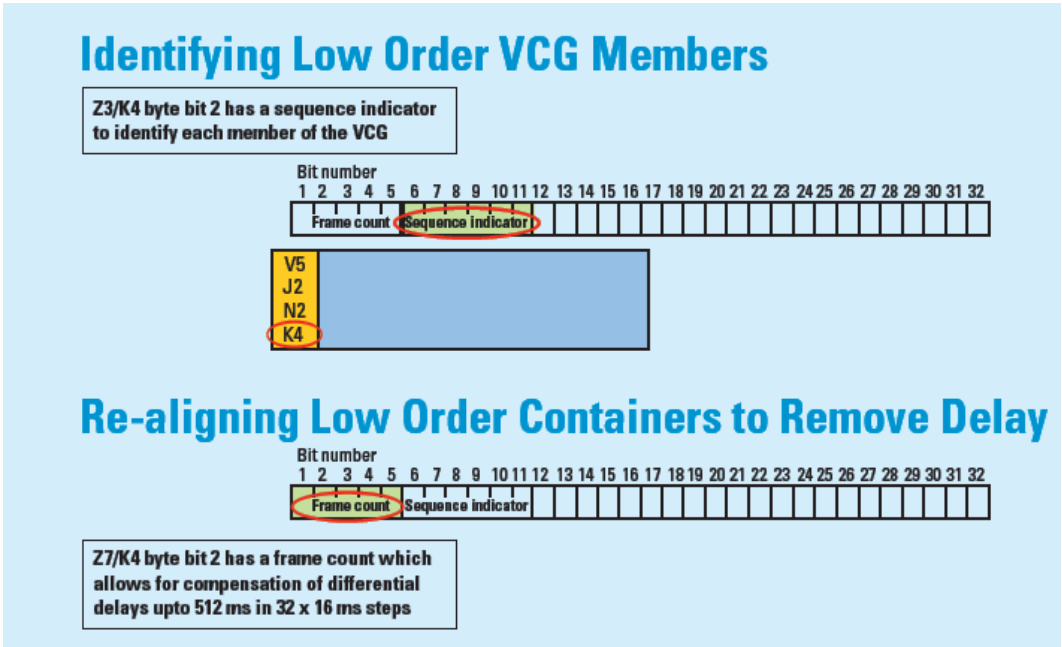 Identifying Low Order VCG Members
Z3/K4 byte bit 2 has a sequence indicator
to identify each member of the VCG
Bit number
1 2 3 4 5 6 7 8 9 10 11 12 13 14 15 16 17 18 19 20 21 22 23 24 25 26 27 28 29 30 31 32
Frame count Sequence indicator
V5
J2
N2
K4
Re-aligning Low Order Containers to Remove Delay
Bit number
1 2 3 4 5 6 7 8 9 10 11 12 13 14 15 16 17 18 19 20 21 22 23 24 25 26 27 28 29 30 31 32
Frame count Sequence indicator
Z7/K4 byte bit 2 has a frame count which
allows for compensation of differential
delays upto 512 ms in 32 x 16 ms steps